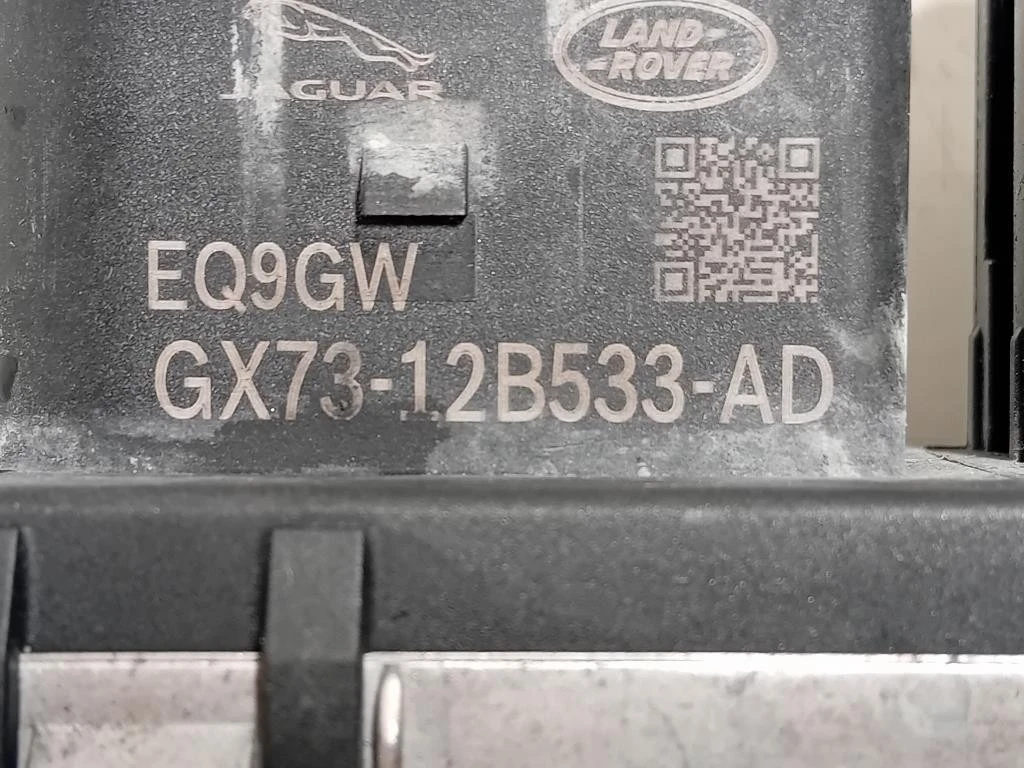 JAGUAR
LAND-
-ROVER
EQ9GW
GX73-12B533-AD